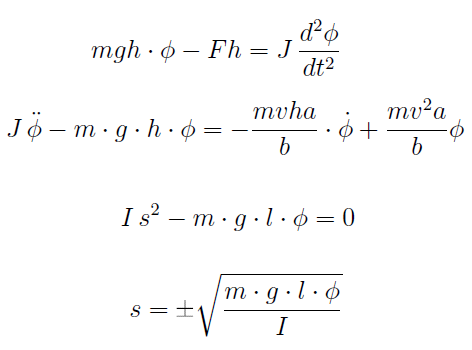 mgh · ϕ − Fh = J d²ϕ/dt²
J ϕ̈ − m · g · h · ϕ = −mvha/b · ϕ̇ + mv²a/b ϕ
I s² − m · g · l · ϕ = 0
s = ±√(m · g · l · ϕ/I)